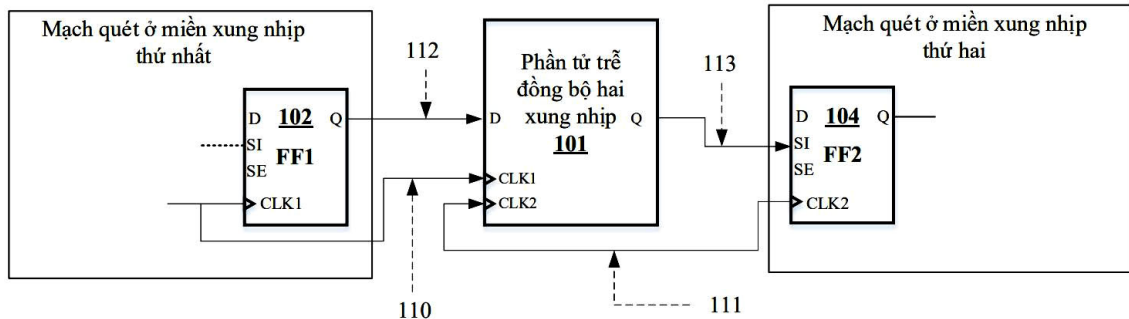 Mạch quét ở miền xung nhịp
thứ nhất
D 102 Q
SI
FF1
SE
CLK1
112
110
Phần tử trễ
đồng bộ hai
D xung nhịp Q
101
CLK1
CLK2
113
111
Mạch quét ở miền xung nhịp
thứ hai
D 104 Q
SI FF2
SE
CLK2